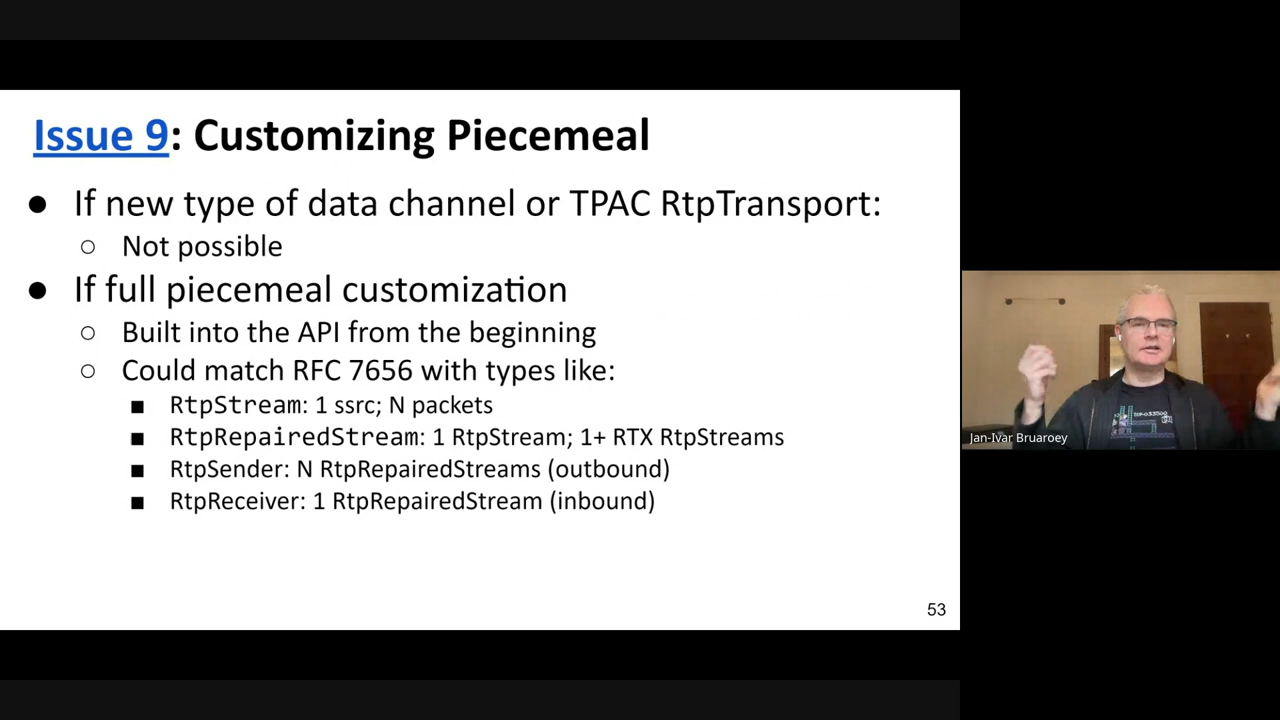 Issue 9: Customizing Piecemeal
● If new type of data channel or TPAC RtpTransport:
○ Not possible
● If full piecemeal customization
○ Built into the API from the beginning
○ Could match RFC 7656 with types like:
■ RtpStream: 1 ssrc; N packets
■ RtpRepairedStream: 1 RtpStream; 1+ RTX RtpStreams
■ RtpSender: N RtpRepairedStreams (outbound)
■ RtpReceiver: 1 RtpRepairedStream (inbound)
53
Jan-Ivar Bruaroey